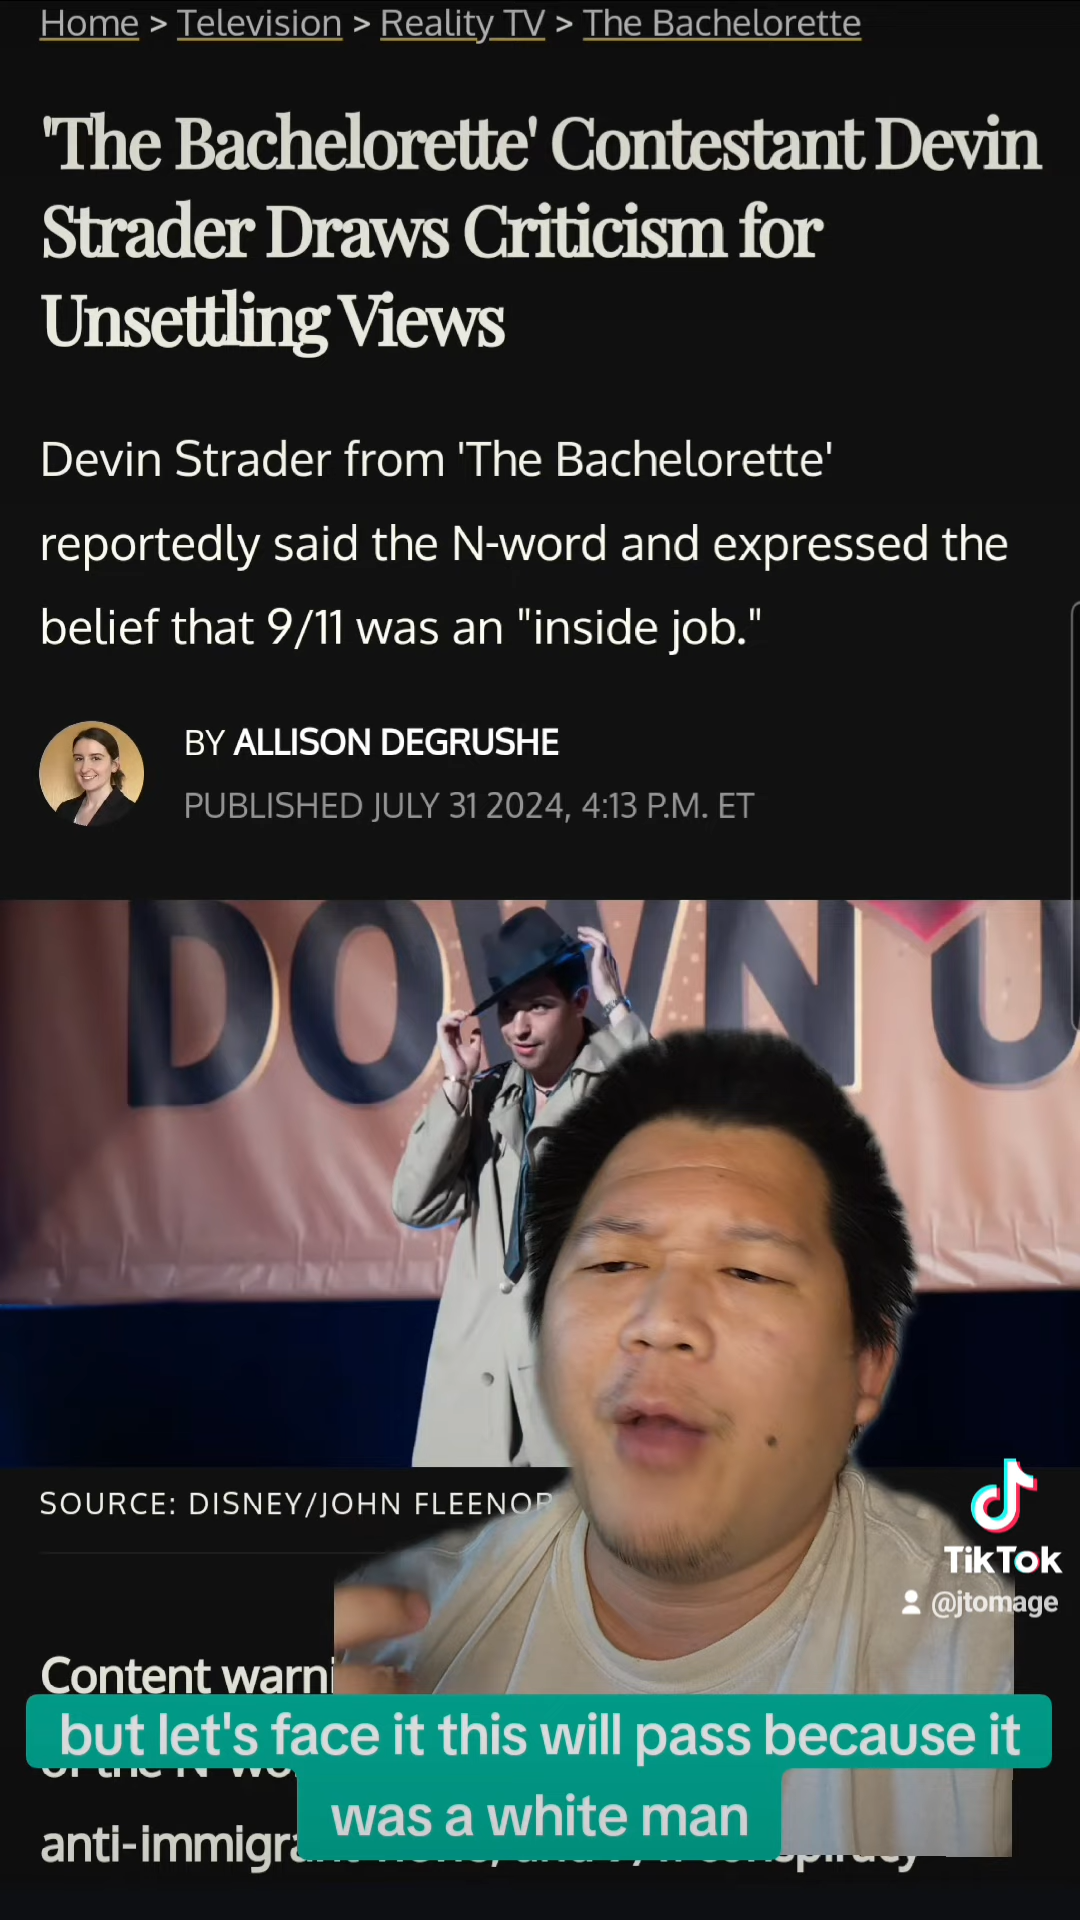 Home > Television > Reality TV > The Bachelorette
'The Bachelorette' Contestant Devin
Strader Draws Criticism for
Unsettling Views
Devin Strader from 'The Bachelorette'
reportedly said the N-word and expressed the
belief that 9/11 was an "inside job."
BY ALLISON DEGRUSHE
PUBLISHED JULY 31 2024, 4:13 P.M. ET
DOWN U
SOURCE: DISNEY/JOHN FLEENOR
TikTok
@jtomage
Content
but let's face it this will pass because it
was a white man